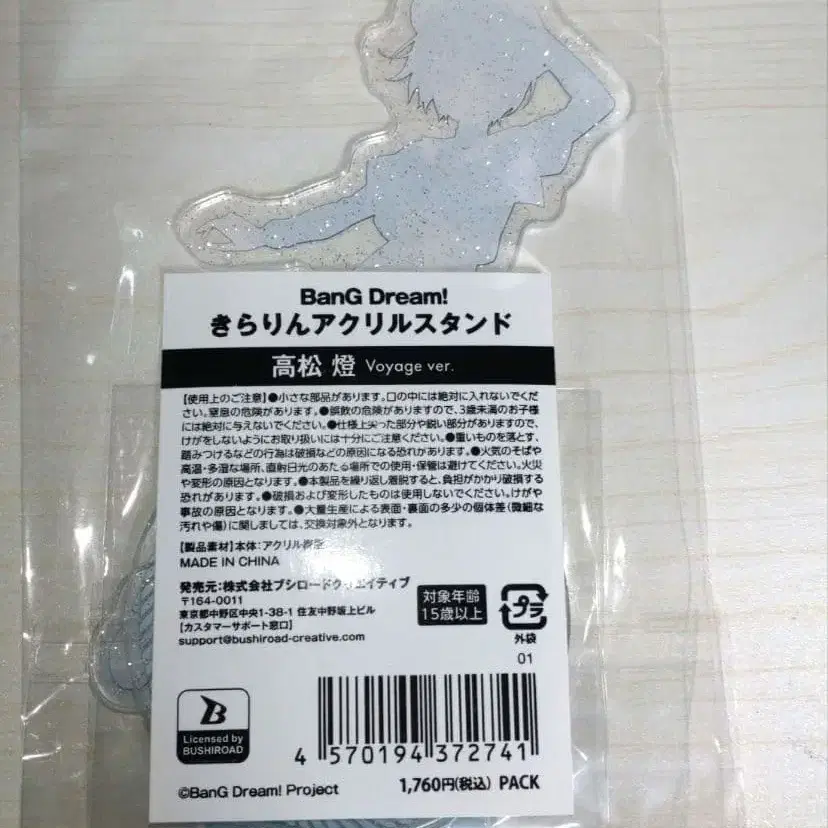 BanG Dream!
きらりんアクリルスタンド
高松 燈 Voyage ver.
【使用上のご注意】●小さな部品があります。口の中には絶対に入れないでくだ
さい。窒息の危険があります。●誤飲の危険がありますので、3歳未満のお子様
には絶対に与えないでください。●仕様上尖った部分や鋭い部分がありますので、
けがをしないようにお取り扱いには十分にご注意ください。●重いものを落とす、
踏みつけるなどの行為は破損などの原因になる恐れがあります。●火気のそばや
高温・多湿な場所、直射日光のあたる場所での使用・保管は避けてください。火災
や変形の原因となります。●本製品を繰り返し着脱すると、負担がかかり破損する
恐れがあります。●破損および変形したものは使用しないでください。けがや
事故の原因となります。●大量生産による表面・裏面の多少の個体差(微細な
汚れや傷)に関しましては、交換対象外となります。
【製品素材】本体:アクリル樹脂
MADE IN CHINA
発売元:株式会社ブシロードクリエイティブ
〒164-0011
東京都中野区中央1-38-1 住友中野坂上ビル
【カスタマーサポート窓口】
support@bushiroad-creative.com
対象年齢
15歳以上
プラ
外袋
01
B
Licensed by
BUSHIROAD
4 570194 372741
©BanG Dream! Project
1,760円(税込) PACK